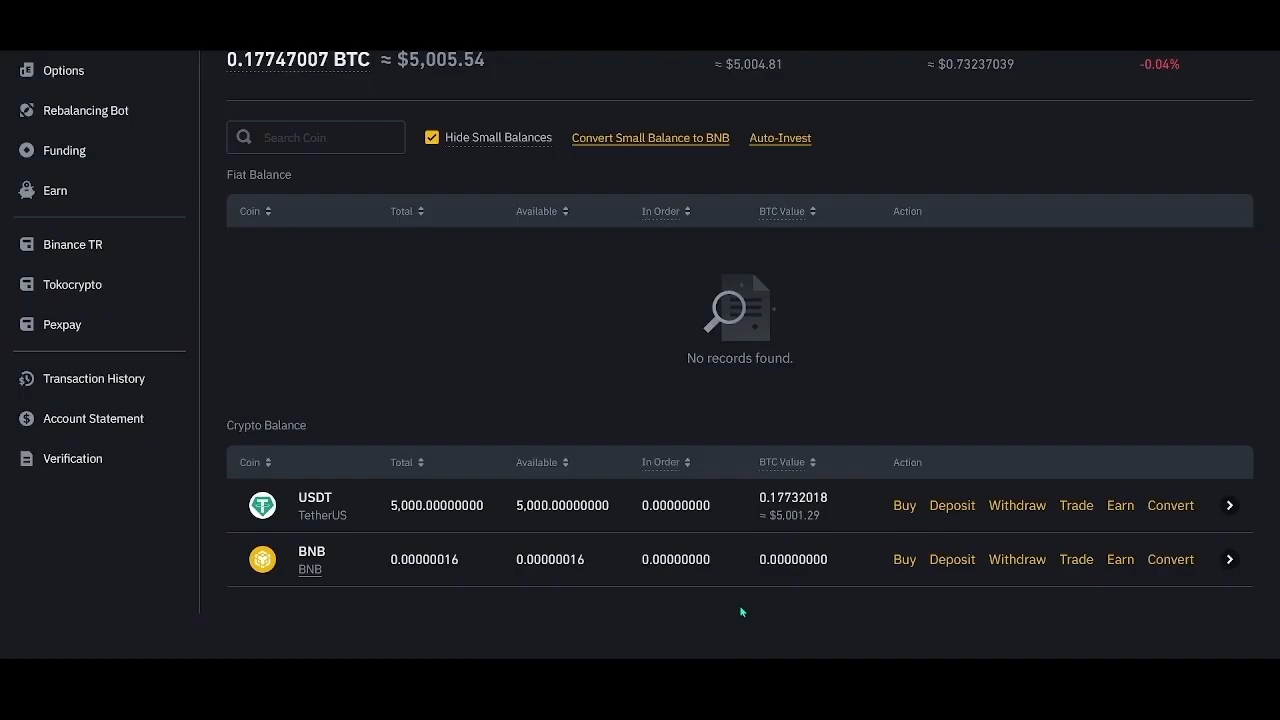 0.17747007 BTC ≈ $5,005.54
≈ $5,004.81
≈ $0.73237039
-0.04%
Options
Rebalancing Bot
Funding
Earn
Binance TR
Tokocrypto
Pexpay
Transaction History
Account Statement
Verification
Search Coin
Hide Small Balances
Convert Small Balance to BNB
Auto-Invest
Fiat Balance
Coin Total Available In Order BTC Value Action
No records found.
Crypto Balance
Coin Total Available In Order BTC Value Action
USDT 5,000.00000000 5,000.00000000 0.00000000 0.17732018 Buy Deposit Withdraw Trade Earn Convert
TetherUS ≈ $5,001.29
BNB 0.00000016 0.00000016 0.00000000 0.00000000 Buy Deposit Withdraw Trade Earn Convert
BNB